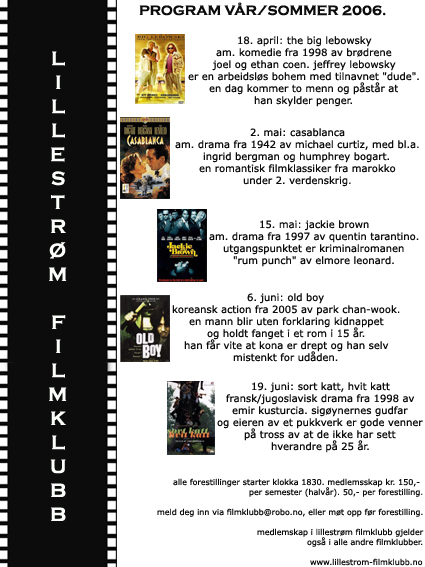 PROGRAM VÅR/SOMMER 2006.
LILLESTRØM FILMKLUBB
18. april: the big lebowsky
am. komedie fra 1998 av brødrene
joel og ethan coen. jeffrey lebowsky
er en arbeidsløs bohem med tilnavnet "dude".
en dag kommer to menn og påstår at
han skylder penger.
CASABLANCA
2. mai: casablanca
am. drama fra 1942 av michael curtiz, med bl.a.
ingrid bergman og humphrey bogart.
en romantisk filmklassiker fra marokko
under 2. verdenskrig.
Jackie Brown
15. mai: jackie brown
am. drama fra 1997 av quentin tarantino.
utgangspunktet er kriminalromanen
"rum punch" av elmore leonard.
OLD BOY
6. juni: old boy
koreansk action fra 2005 av park chan-wook.
en mann blir uten forklaring kidnappet
og holdt fanget i et rom i 15 år.
han får vite at kona er drept og han selv
mistenkt for udåden.
sort katt
hvit katt
19. juni: sort katt, hvit katt
fransk/jugoslavisk drama fra 1998 av
emir kusturcia. sigøynernes gudfar
og eieren av et pukkverk er gode venner
på tross av at de ikke har sett
hverandre på 25 år.
alle forestillinger starter klokka 1830. medlemsskap kr. 150,-
per semester (halvår). 50,- per forestilling.
meld deg inn via filmklubb@robo.no, eller møt opp før forestilling.
medlemskap i lillestrøm filmklubb gjelder
også i alle andre filmklubber.
www.lillestrom-filmklubb.no